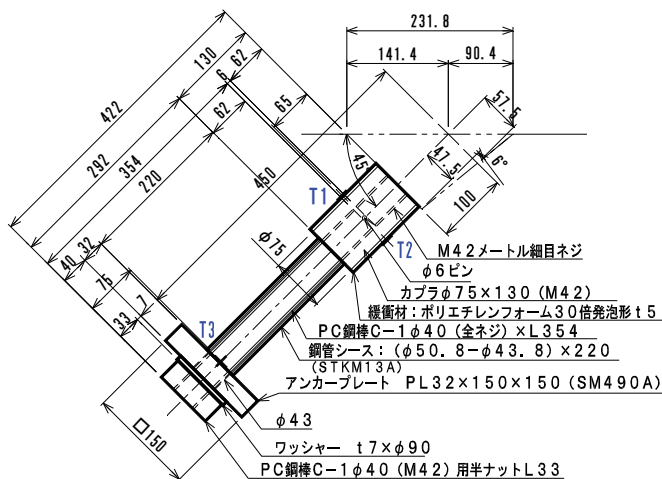 231.8
141.4
90.4
130
6
62
422
354
62
65
292
220
450
57.5
47.5
6°
45
100
T1
T2
φ75
M42メートル細目ネジ
φ6ピン
カプラφ75×130(M42)
緩衝材:ポリエチレンフォーム30倍発泡形t5
PC鋼棒C-1φ40(全ネジ)×L354
鋼管シース:(φ50.8-φ43.8)×220
(STKM13A)
アンカープレート PL32×150×150(SM490A)
40
32
75
7
33
T3
φ43
□150
ワッシャー t7×φ90
PC鋼棒C-1φ40(M42)用半ナットL33